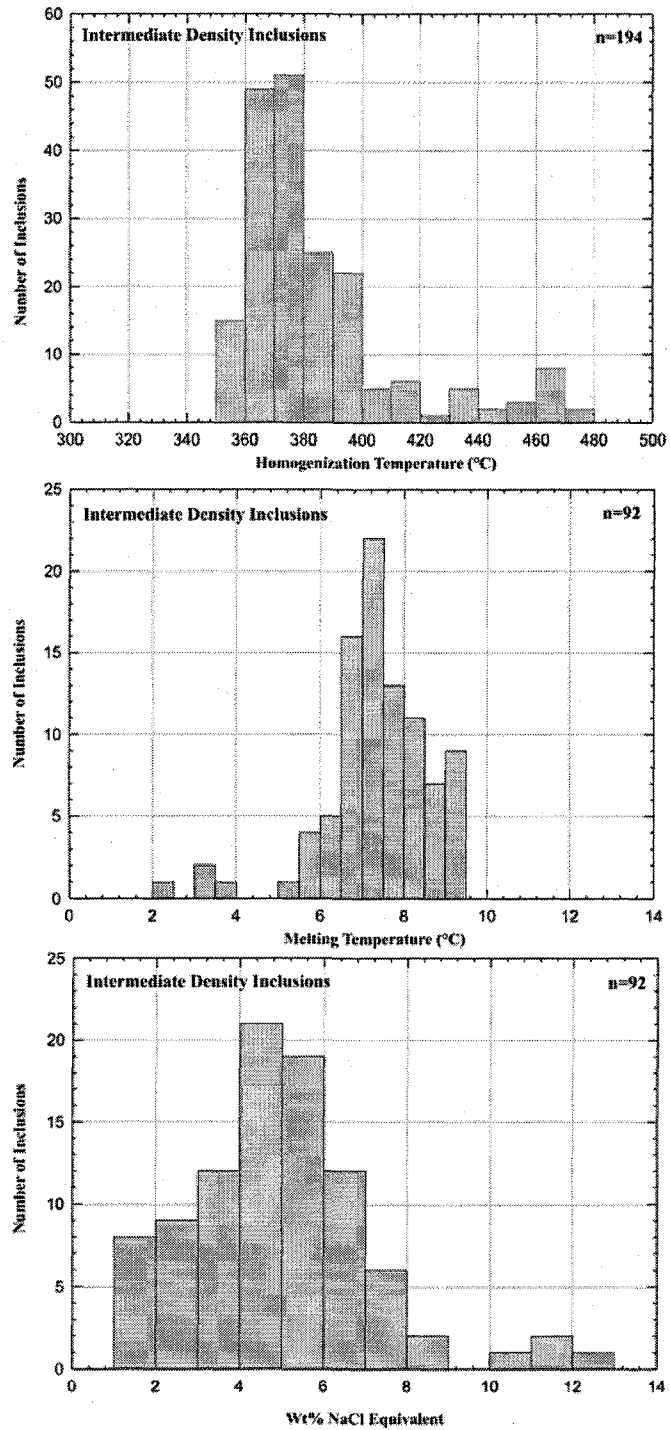 60
Intermediate Density Inclusions n=194
50
40
30
20
10
0
Number of Inclusions
300 320 340 360 380 400 420 440 460 480 500
Homogenization Temperature (°C)
25
Intermediate Density Inclusions n=92
20
15
10
5
0
Number of Inclusions
0 2 4 6 8 10 12 14
Melting Temperature (°C)
25
Intermediate Density Inclusions n=92
20
15
10
5
0
Number of Inclusions
0 2 4 6 8 10 12 14
Wt% NaCl Equivalent